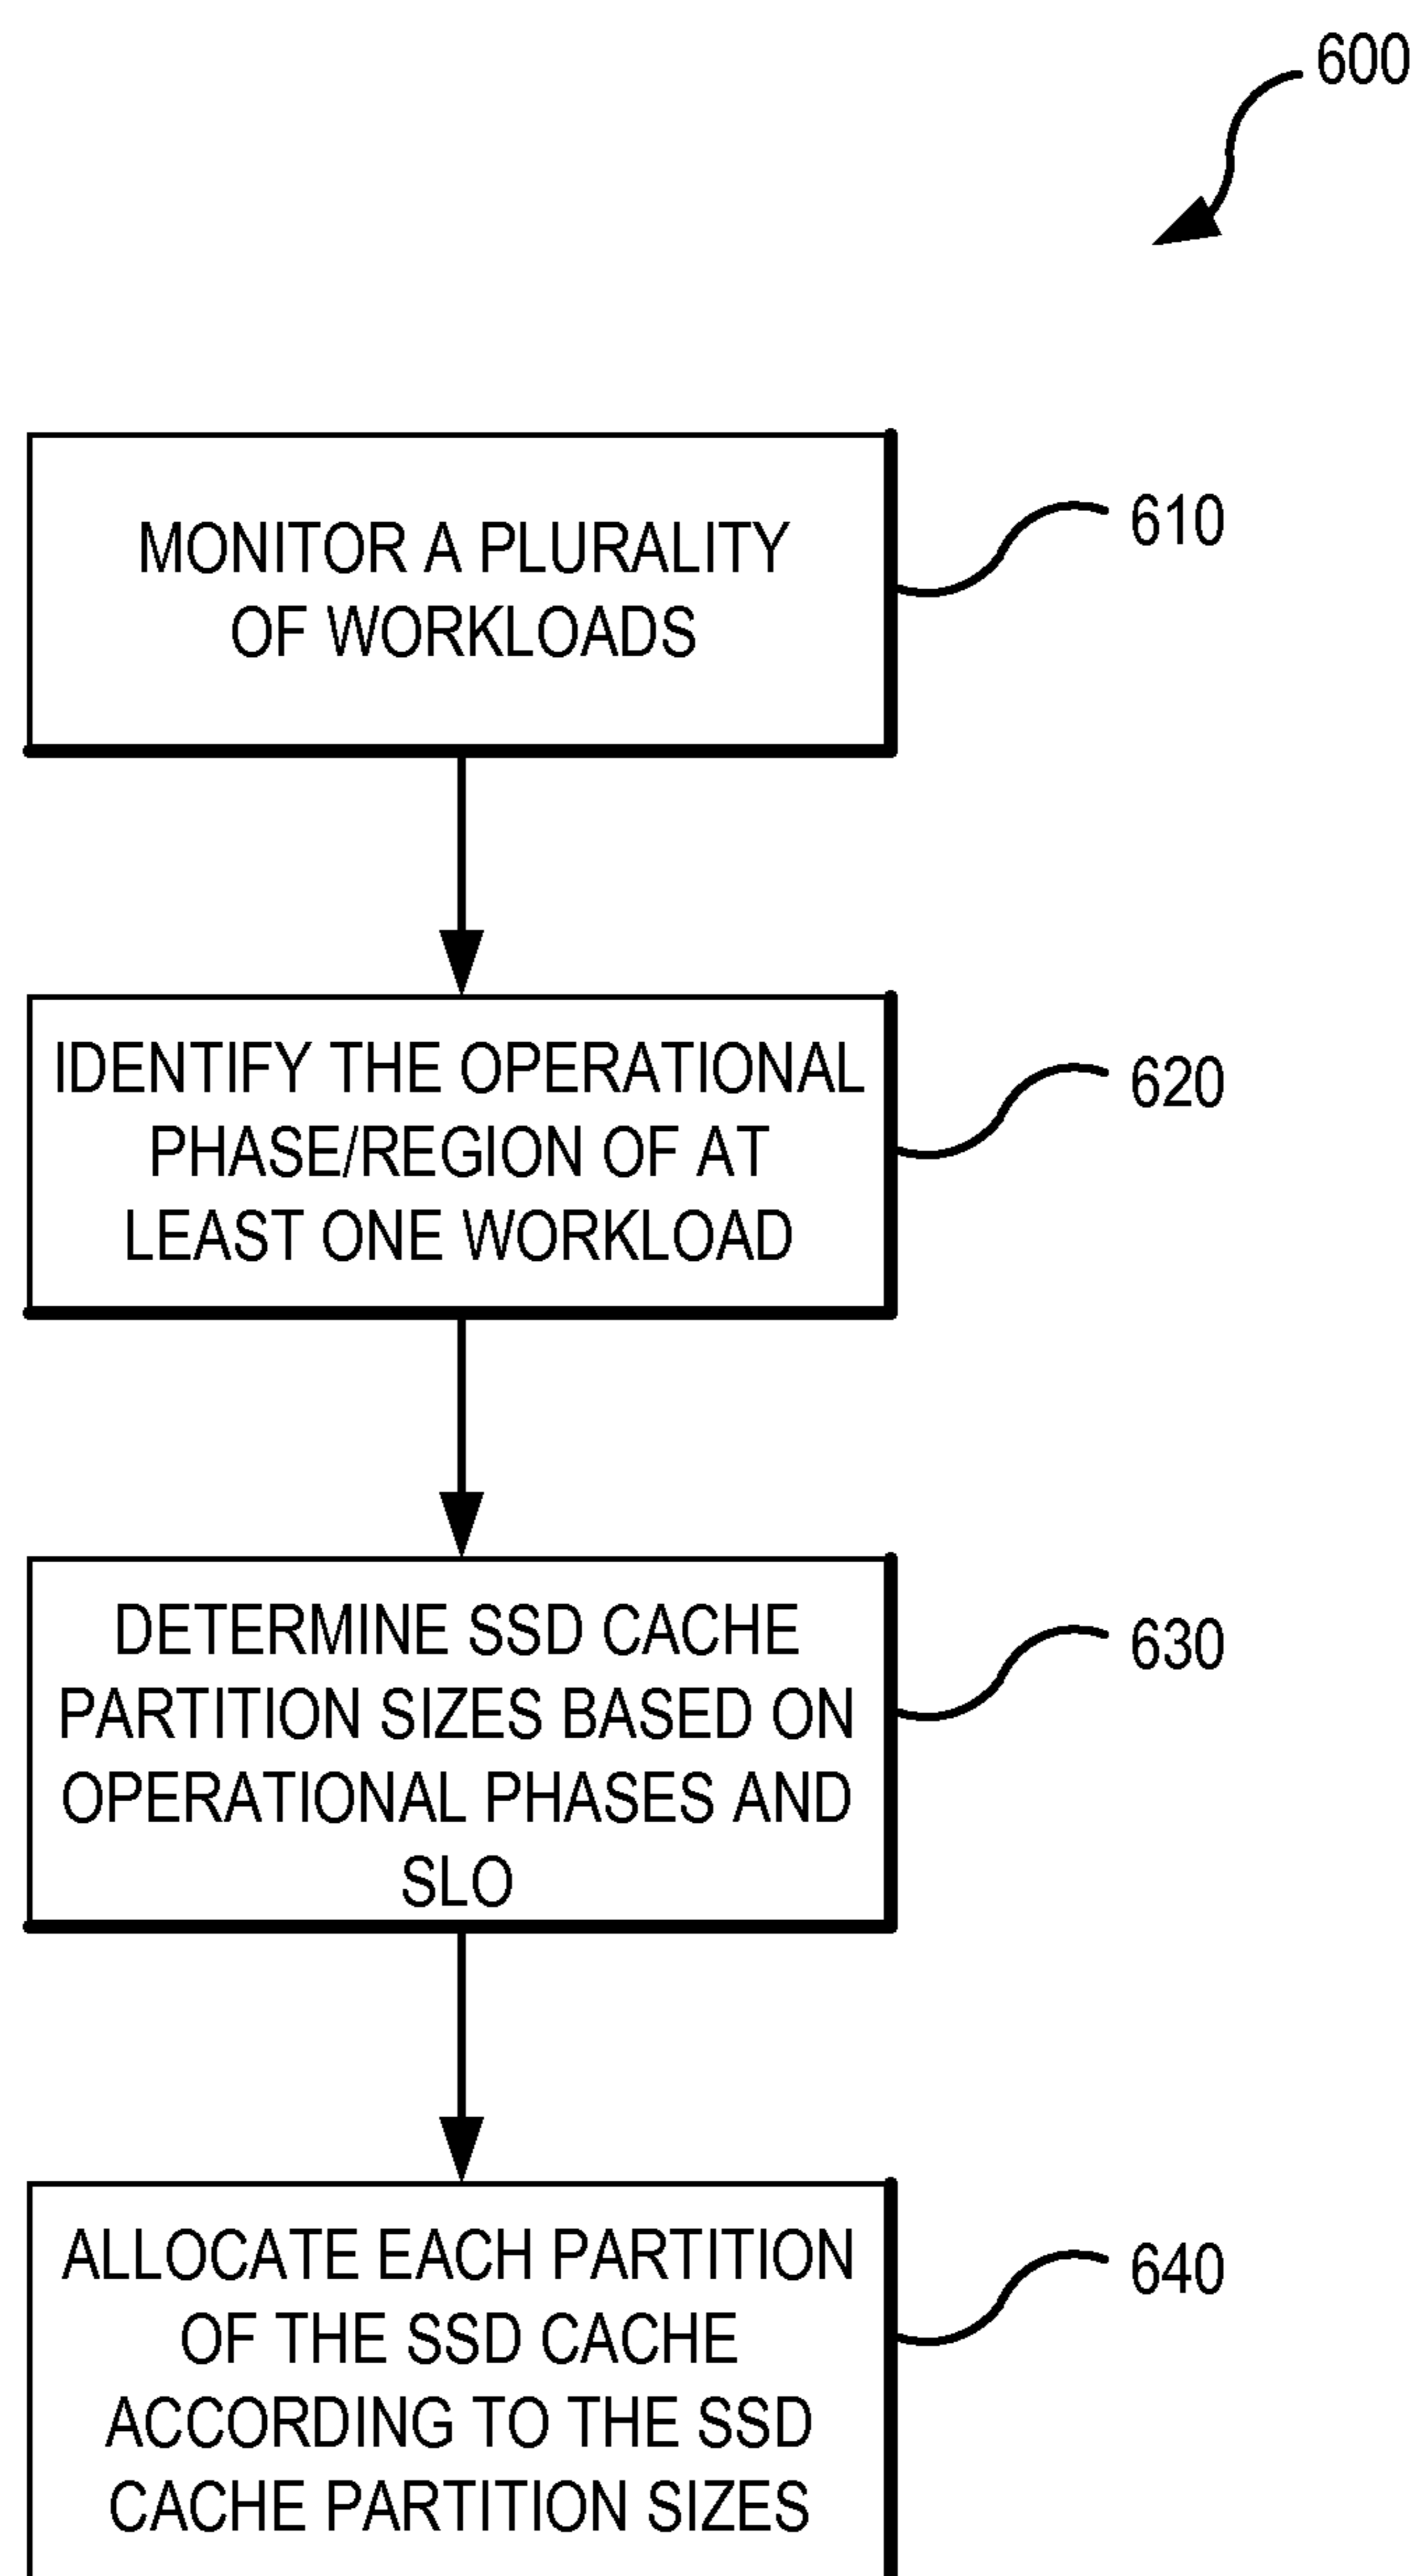 600
MONITOR A PLURALITY
OF WORKLOADS
610
IDENTIFY THE OPERATIONAL
PHASE/REGION OF AT
LEAST ONE WORKLOAD
620
DETERMINE SSD CACHE
PARTITION SIZES BASED ON
OPERATIONAL PHASES AND
SLO
630
ALLOCATE EACH PARTITION
OF THE SSD CACHE
ACCORDING TO THE SSD
CACHE PARTITION SIZES
640